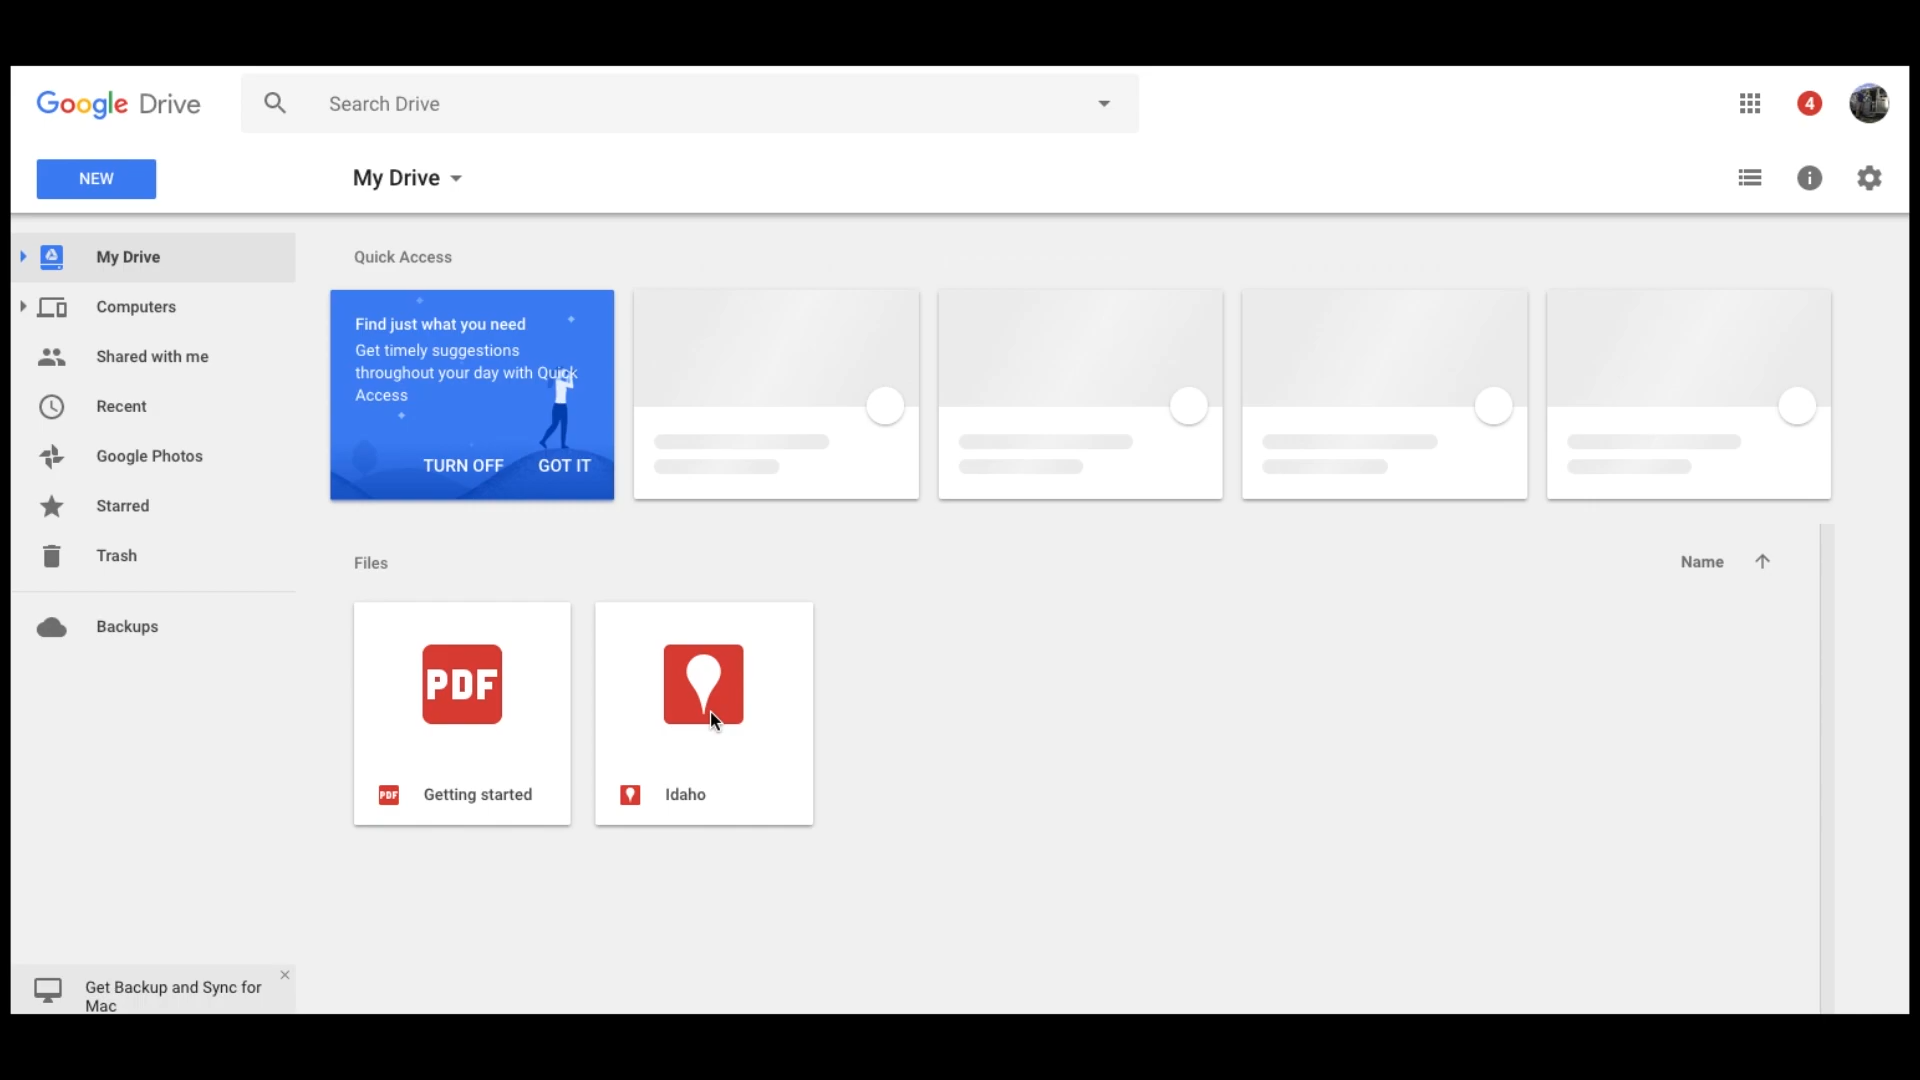 Google Drive
Search Drive
4
NEW
My Drive
My Drive
Computers
Shared with me
Recent
Google Photos
Starred
Trash
Backups
Get Backup and Sync for
Mac
Quick Access
Find just what you need
Get timely suggestions
throughout your day with Quick
Access
TURN OFF
GOT IT
Files
Name
PDF
PDF
Getting started
Idaho